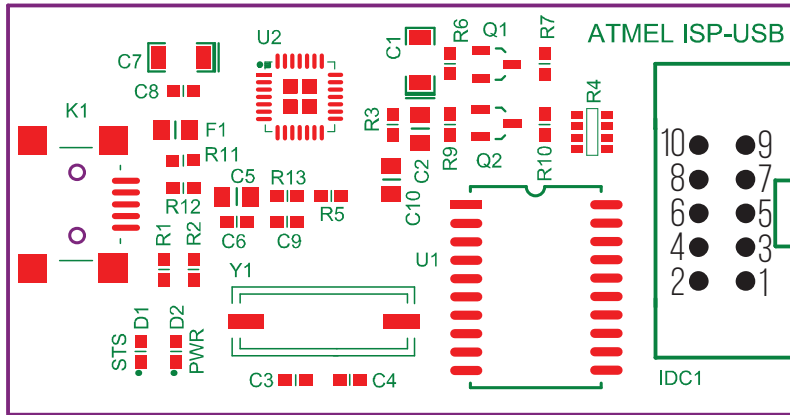 R6
Q1
R7
ATMEL ISP-USB
U2
C1
C7
C8
K1
R4
R3
F1
R11
C2
R9
Q2
R10
10
9
8
7
6
5
4
3
2
1
R12
C5
R13
R5
C10
C6
C9
R1
R2
Y1
U1
STS
D1
D2
PWR
C3
C4
IDC1